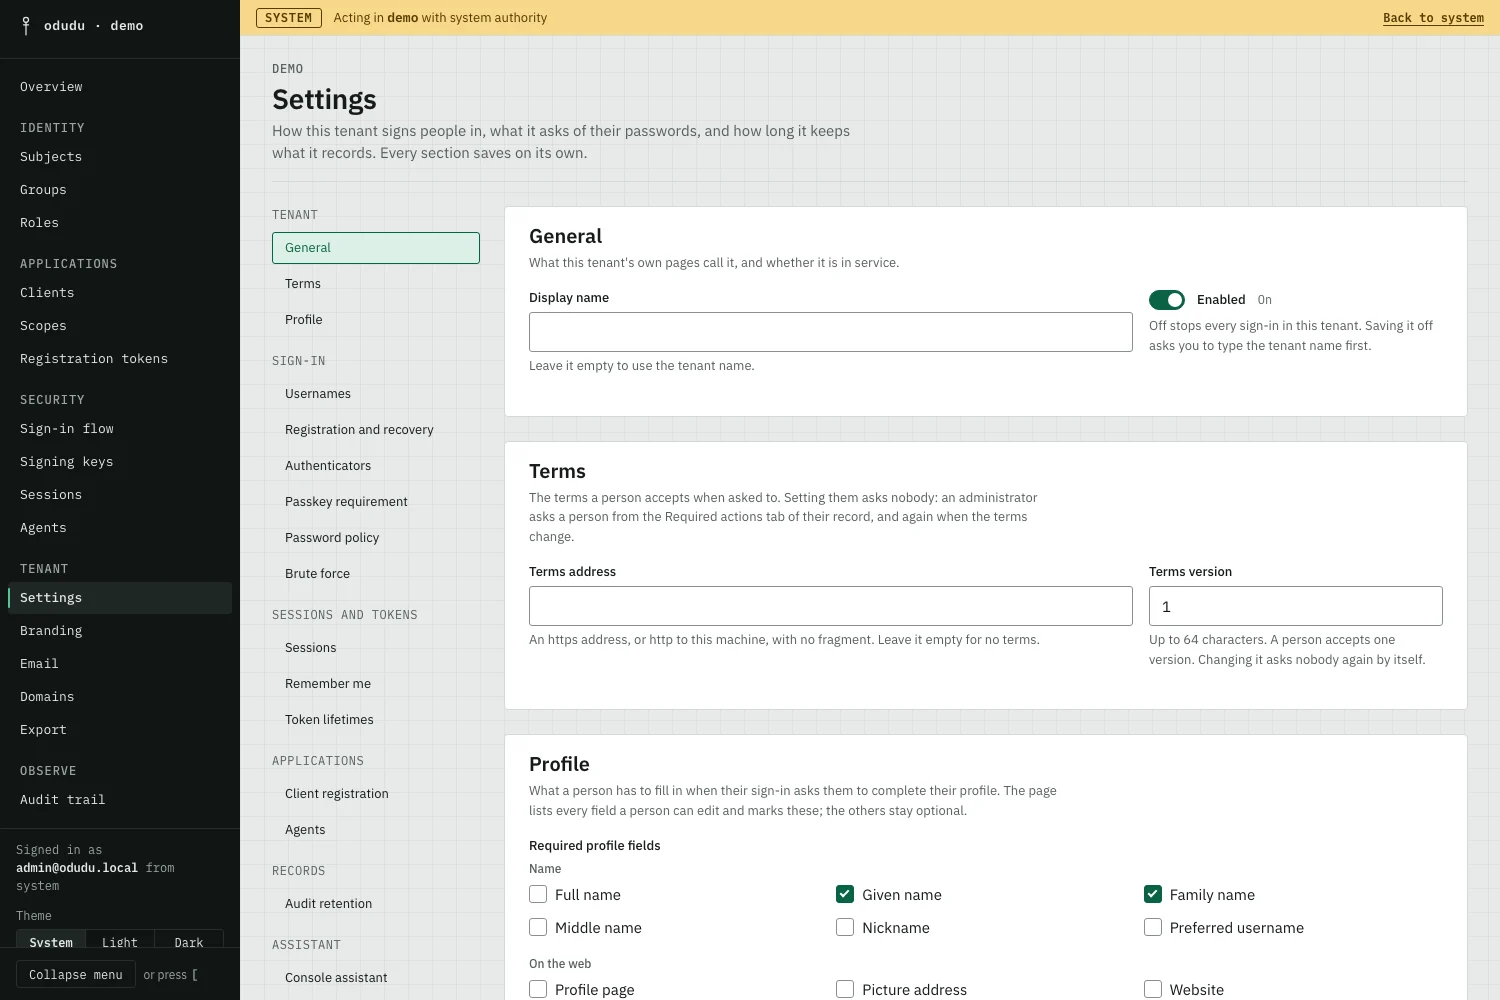 odudu · demo
Overview
IDENTITY
Subjects
Groups
Roles
APPLICATIONS
Clients
Scopes
Registration tokens
SECURITY
Sign-in flow
Signing keys
Sessions
Agents
TENANT
Settings
Branding
Email
Domains
Export
OBSERVE
Audit trail
Signed in as
admin@odudu.local from
system
Theme
System Light Dark
Collapse menu or press [
SYSTEM Acting in demo with system authority
Back to system
DEMO
Settings
How this tenant signs people in, what it asks of their passwords, and how long it keeps
what it records. Every section saves on its own.
TENANT
General
Terms
Profile
SIGN-IN
Usernames
Registration and recovery
Authenticators
Passkey requirement
Password policy
Brute force
SESSIONS AND TOKENS
Sessions
Remember me
Token lifetimes
APPLICATIONS
Client registration
Agents
RECORDS
Audit retention
ASSISTANT
Console assistant
General
What this tenant's own pages call it, and whether it is in service.
Display name
Leave it empty to use the tenant name.
Enabled On
Off stops every sign-in in this tenant. Saving it off
asks you to type the tenant name first.
Terms
The terms a person accepts when asked to. Setting them asks nobody: an administrator
asks a person from the Required actions tab of their record, and again when the terms
change.
Terms address
An https address, or http to this machine, with no fragment. Leave it empty for no terms.
Terms version
1
Up to 64 characters. A person accepts one
version. Changing it asks nobody again by itself.
Profile
What a person has to fill in when their sign-in asks them to complete their profile. The page
lists every field a person can edit and marks these; the others stay optional.
Required profile fields
Name
Full name Given name Family name
Middle name Nickname Preferred username
On the web
Profile page Picture address Website